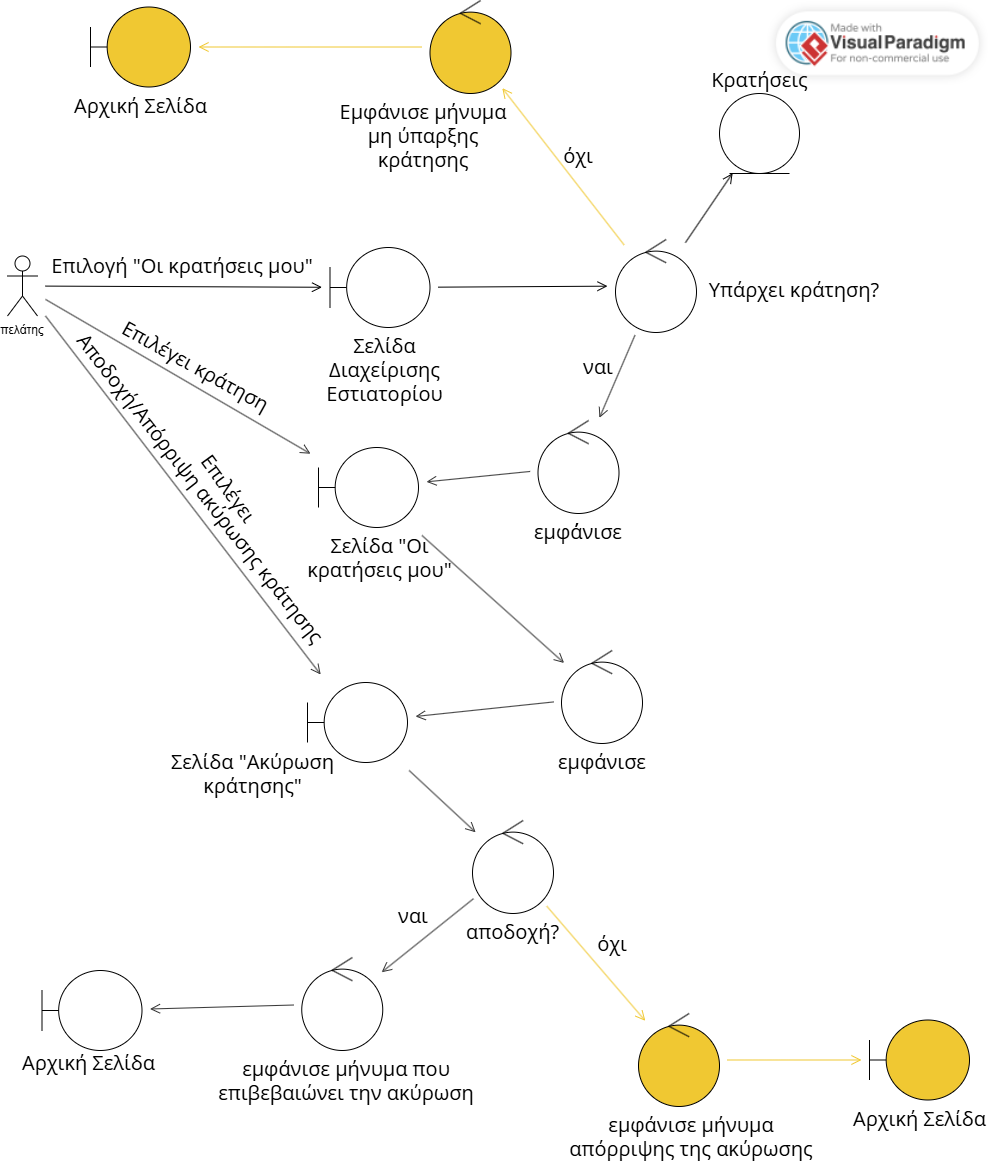 Made with
Visual Paradigm
For non-commercial use
Αρχική Σελίδα
Εμφάνισε μήνυμα
μη ύπαρξης
κράτησης
Κρατήσεις
όχι
Επιλογή "Οι κρατήσεις μου"
πελάτης
Σελίδα
Διαχείρισης
Εστιατορίου
Υπάρχει κράτηση?
Επιλέγει κράτηση
ναι
Επιλέγει
Αποδοχή/Απόρριψη ακύρωσης κράτησης
Σελίδα "Οι
κρατήσεις μου"
εμφάνισε
Σελίδα "Ακύρωση
κράτησης"
εμφάνισε
αποδοχή?
ναι
όχι
Αρχική Σελίδα
εμφάνισε μήνυμα που
επιβεβαιώνει την ακύρωση
εμφάνισε μήνυμα
απόρριψης της ακύρωσης
Αρχική Σελίδα